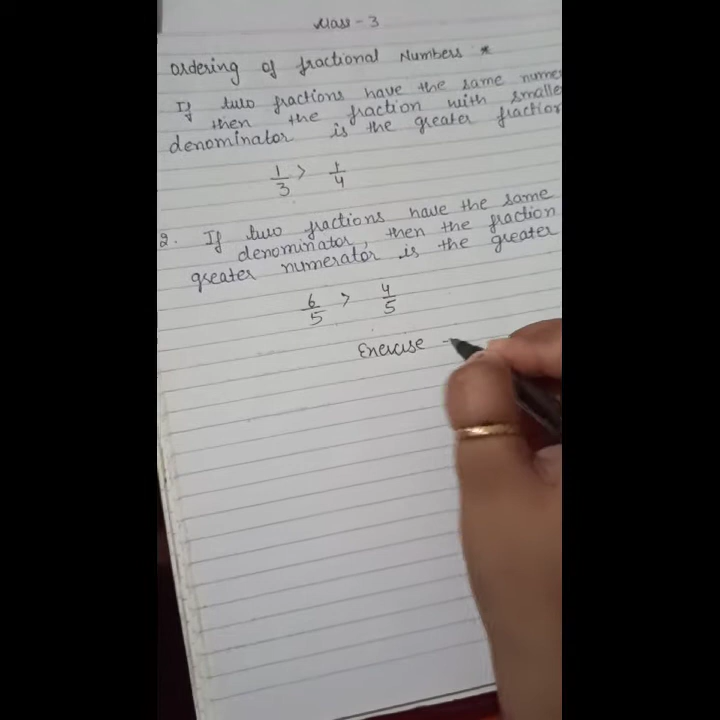 Class - 3
Ordering of fractional Numbers *
If two fractions have the same nume
then the fraction with smalle
denominator is the greater fraction
1/3 > 1/4
2. If two fractions have the same
denominator, then the fraction
greater numerator is the greater
6/5 > 4/5
Exercise -